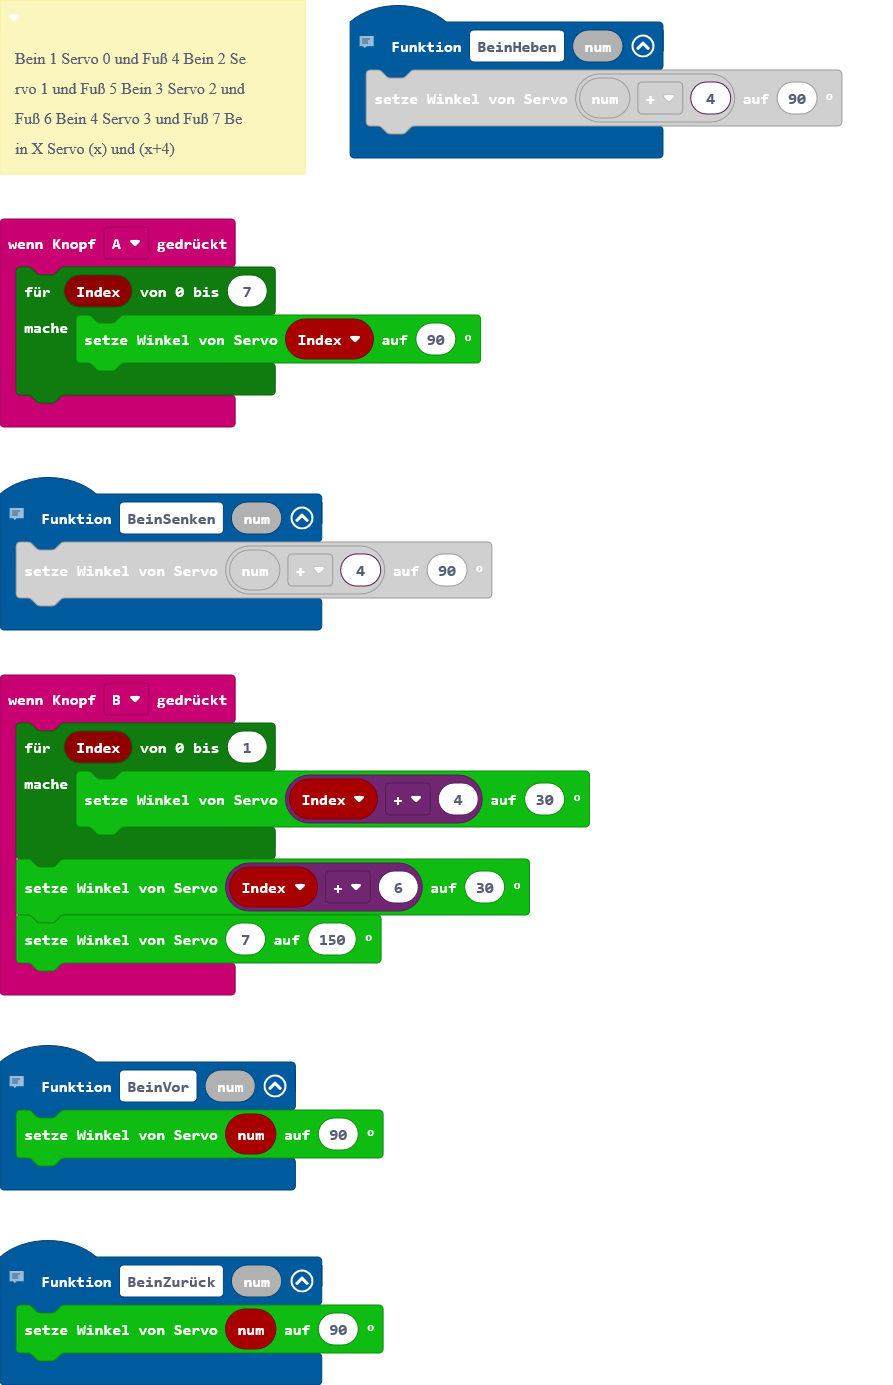 Bein 1 Servo 0 und Fuß 4 Bein 2 Se
rvo 1 und Fuß 5 Bein 3 Servo 2 und
Fuß 6 Bein 4 Servo 3 und Fuß 7 Be
in X Servo (x) und (x+4)
Funktion BeinHeben num
setze Winkel von Servo num + 4 auf 90 °
wenn Knopf A gedrückt
für Index von 0 bis 7
mache
setze Winkel von Servo Index auf 90 °
Funktion BeinSenken num
setze Winkel von Servo num + 4 auf 90 °
wenn Knopf B gedrückt
für Index von 0 bis 1
mache
setze Winkel von Servo Index + 4 auf 30 °
setze Winkel von Servo Index + 6 auf 30 °
setze Winkel von Servo 7 auf 150 °
Funktion BeinVor num
setze Winkel von Servo num auf 90 °
Funktion BeinZurück num
setze Winkel von Servo num auf 90 °